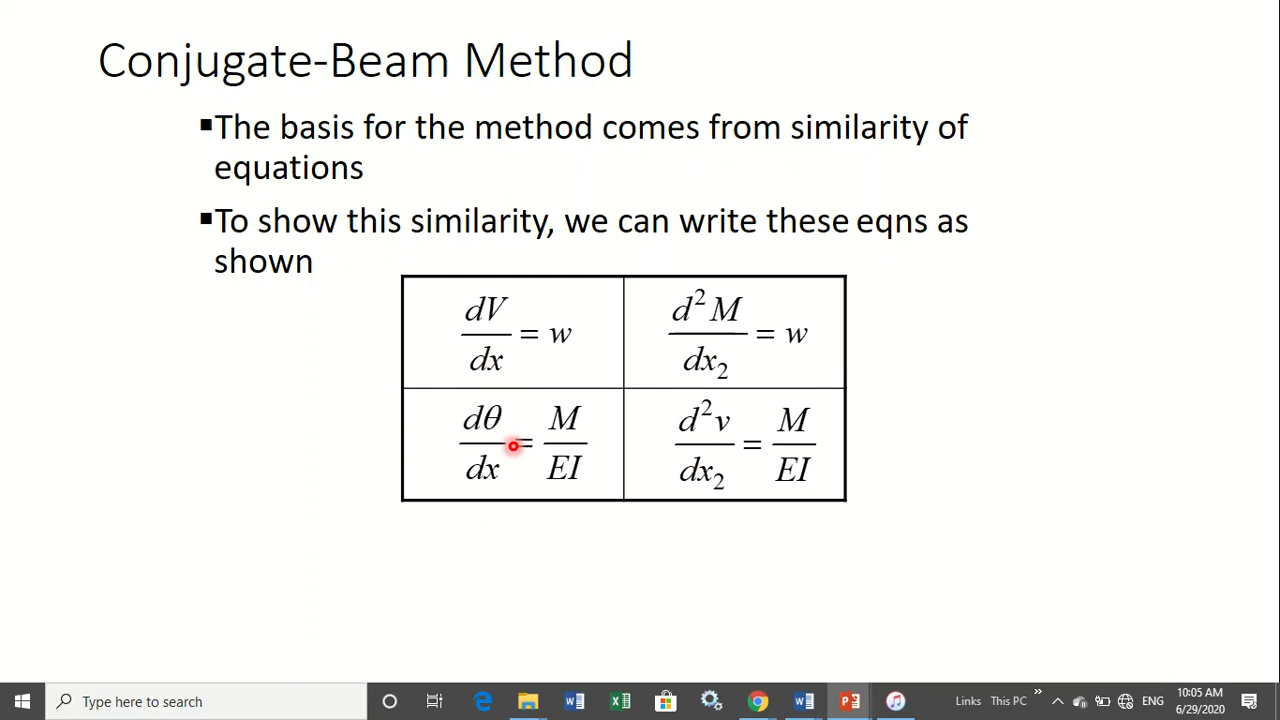 Conjugate-Beam Method
▪The basis for the method comes from similarity of
equations
▪To show this similarity, we can write these eqns as
shown
dV/dx = w
d²M/dx₂ = w
dθ/dx = M/EI
d²v/dx₂ = M/EI
Type here to search
Links
This PC
»
ENG
10:05 AM
6/29/2020